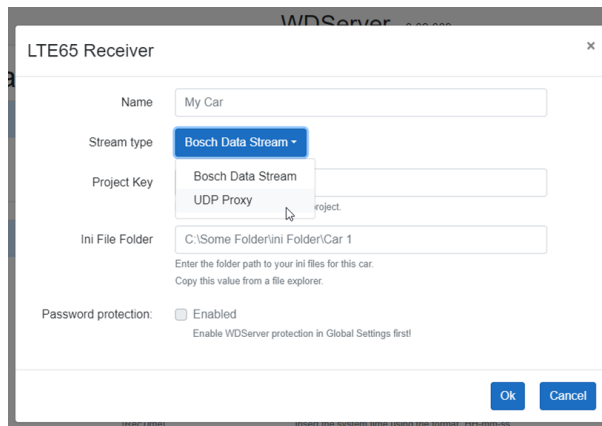 WDServer
LTE65 Receiver ×
Name My Car
Stream type Bosch Data Stream
Bosch Data Stream
Project Key
UDP Proxy
roject.
Ini File Folder C:\Some Folder\ini Folder\Car 1
Enter the folder path to your ini files for this car.
Copy this value from a file explorer.
Password protection: Enabled
Enable WDServer protection in Global Settings first!
Ok Cancel
insert the system time using the format: HH-mm-ss